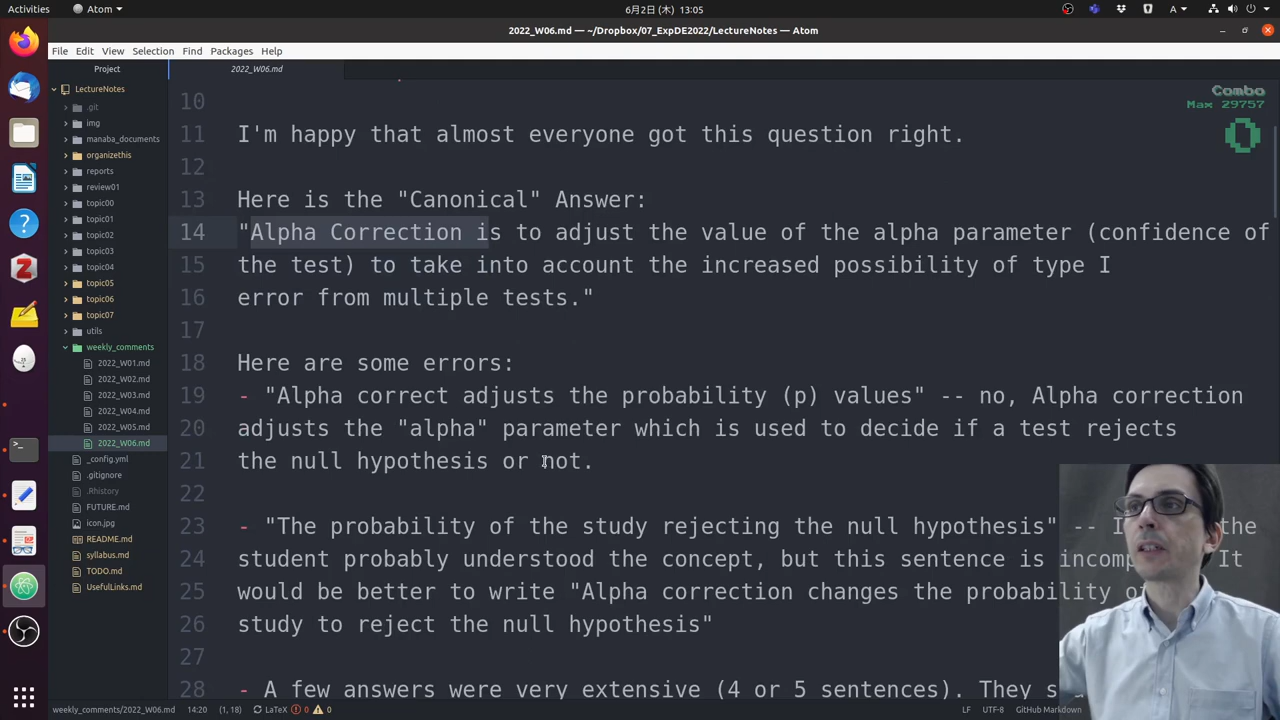 Activities
Atom
6月2日 (木) 13:05
A
2022_W06.md — ~/Dropbox/07_ExpDE2022/LectureNotes — Atom
File Edit View Selection Find Packages Help
Project
2022_W06.md
LectureNotes
.git
img
manaba_documents
organizethis
reports
review01
topic00
topic01
topic02
topic03
topic04
topic05
topic06
topic07
utils
weekly_comments
2022_W01.md
2022_W02.md
2022_W03.md
2022_W04.md
2022_W05.md
2022_W06.md
_config.yml
.gitignore
.Rhistory
FUTURE.md
icon.jpg
README.md
syllabus.md
TODO.md
UsefulLinks.md
Combo
Max 29757
0
10
11 I'm happy that almost everyone got this question right.
12
13 Here is the "Canonical" Answer:
14 "Alpha Correction is to adjust the value of the alpha parameter (confidence of
15 the test) to take into account the increased possibility of type I
16 error from multiple tests."
17
18 Here are some errors:
19 - "Alpha correct adjusts the probability (p) values" -- no, Alpha correction
20 adjusts the "alpha" parameter which is used to decide if a test rejects
21 the null hypothesis or not.
22
23 - "The probability of the study rejecting the null hypothesis" -- I the
24 student probably understood the concept, but this sentence is incomp It
25 would be better to write "Alpha correction changes the probability o
26 study to reject the null hypothesis"
27
28 - A few answers were very extensive (4 or 5 sentences). They s
weekly_comments/2022_W06.md 14:20 (1, 18) LaTeX 0 0
LF UTF-8 GitHub Markdown